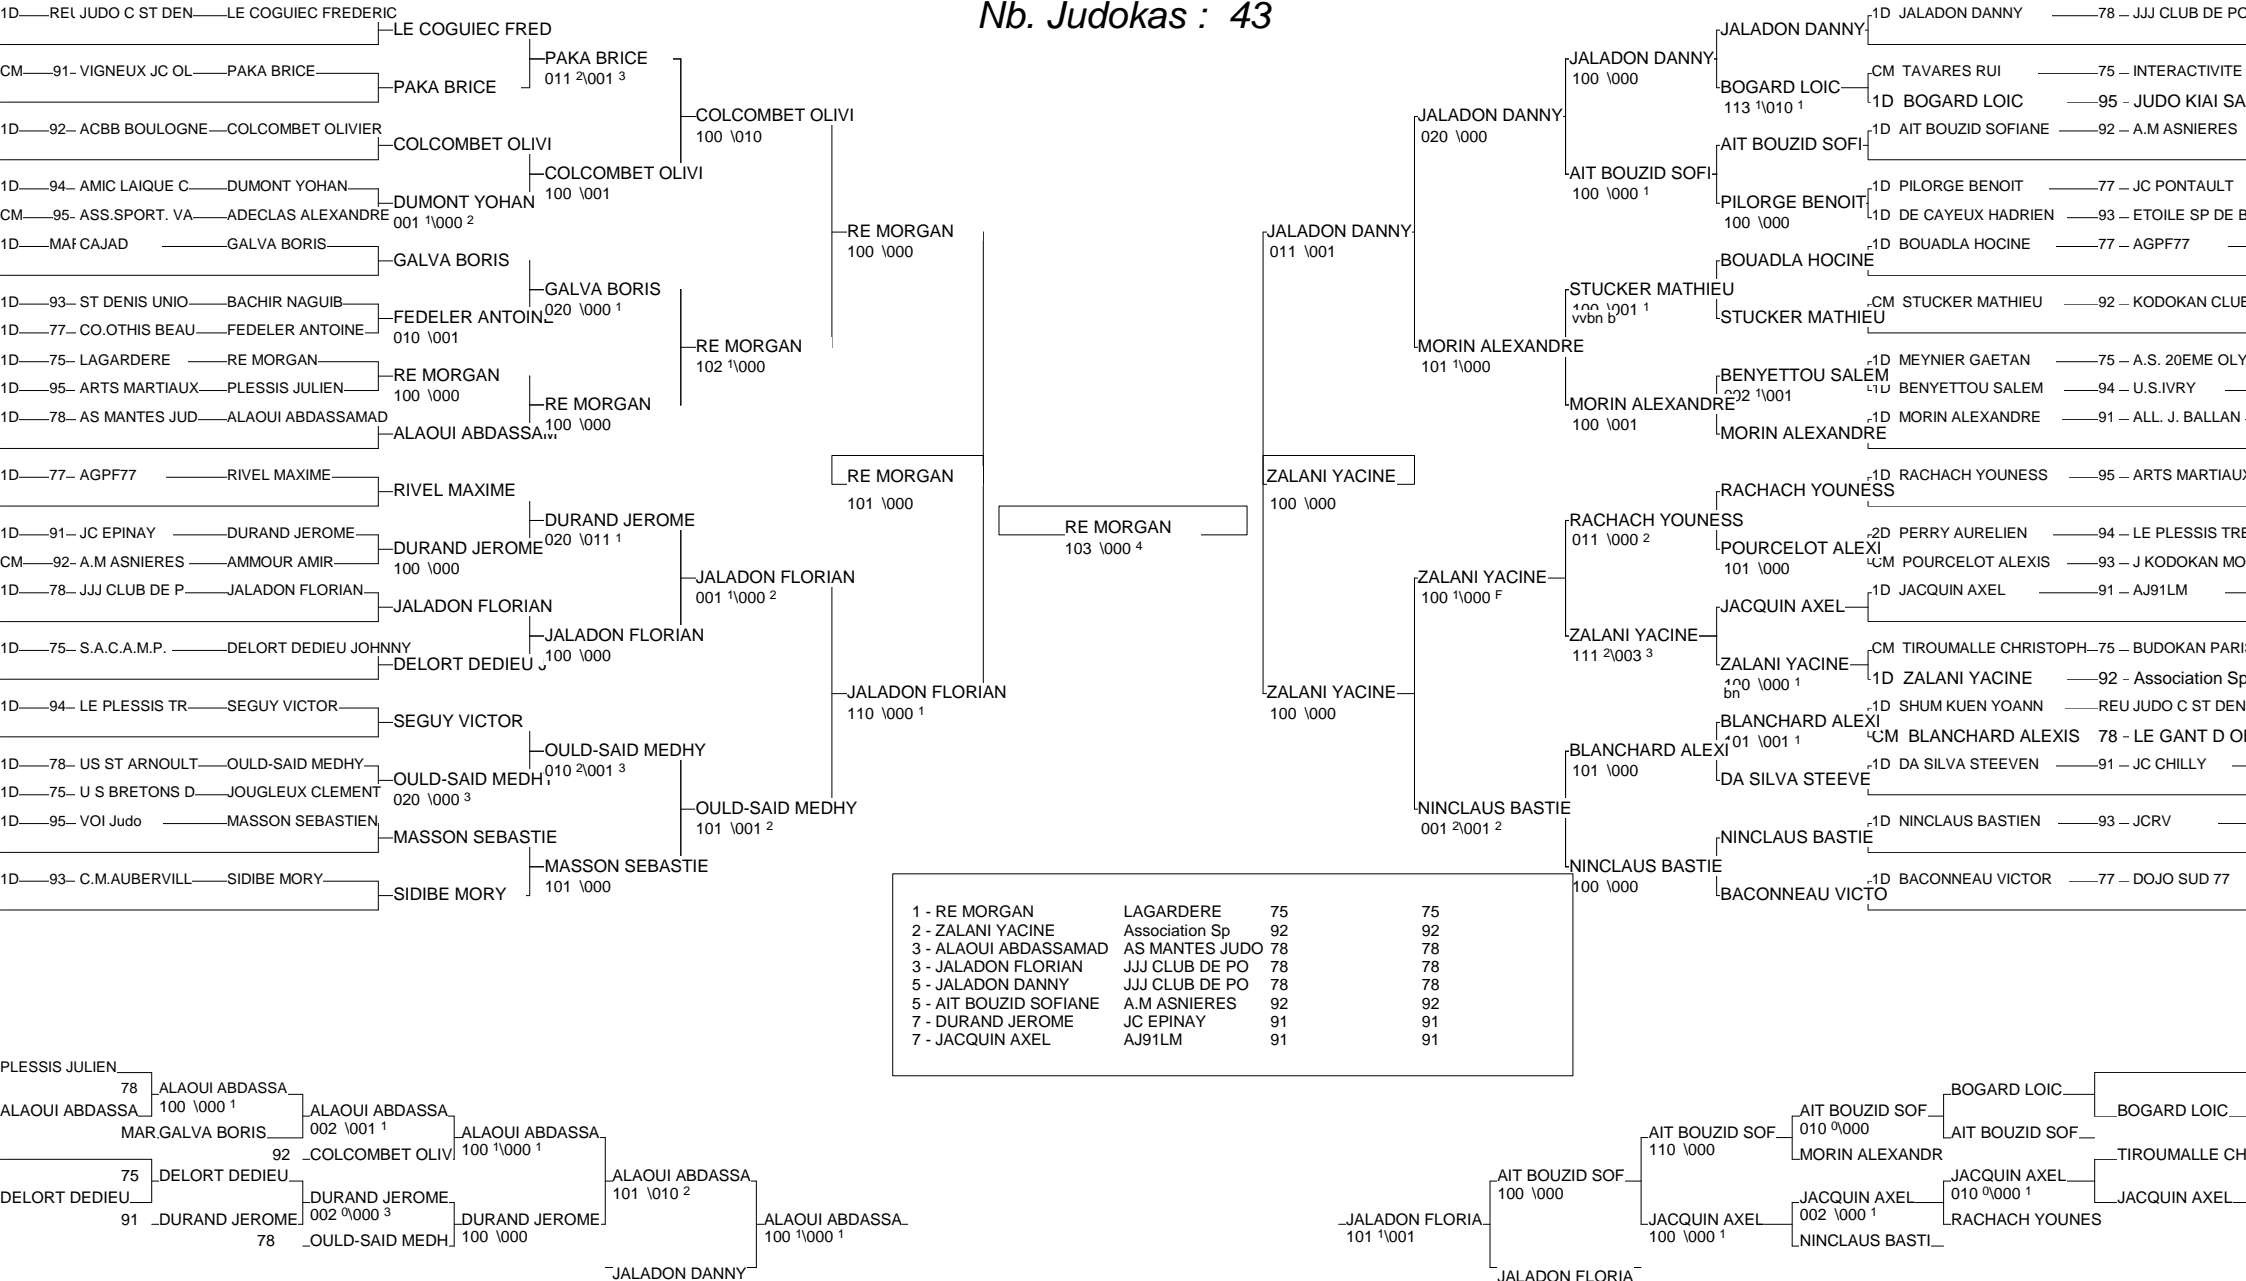 Nb. Judokas : 43
1D REU JUDO C ST DEN LE COGUIEC FREDERIC
CM 91 VIGNEUX JC OL PAKA BRICE
1D 92 ACBB BOULOGNE COLCOMBET OLIVIER
1D 94 AMIC LAIQUE C DUMONT YOHAN
CM 95 ASS.SPORT. VA ADECLAS ALEXANDRE
1D MAR CAJAD GALVA BORIS
1D 93 ST DENIS UNIO BACHIR NAGUIB
1D 77 CO.OTHIS BEAU FEDELER ANTOINE
1D 75 LAGARDERE RE MORGAN
1D 95 ARTS MARTIAUX PLESSIS JULIEN
1D 78 AS MANTES JUD ALAOUI ABDASSAMAD
1D 77 AGPF77 RIVEL MAXIME
1D 91 JC EPINAY DURAND JEROME
CM 92 A.M ASNIERES AMMOUR AMIR
1D 78 JJJ CLUB DE P JALADON FLORIAN
1D 75 S.A.C.A.M.P. DELORT DEDIEU JOHNNY
1D 94 LE PLESSIS TR SEGUY VICTOR
1D 78 US ST ARNOULT OULD-SAID MEDHY
1D 75 U S BRETONS D JOUGLEUX CLEMENT
1D 95 VOI Judo MASSON SEBASTIEN
1D 93 C.M.AUBERVILL SIDIBE MORY
LE COGUIEC FRED
PAKA BRICE
COLCOMBET OLIVI
DUMONT YOHAN
001 1\000 2
GALVA BORIS
FEDELER ANTOINE
010 \001
RE MORGAN
100 \000
ALAOUI ABDASSAM
RIVEL MAXIME
DURAND JEROME
100 \000
JALADON FLORIAN
DELORT DEDIEU J
SEGUY VICTOR
OULD-SAID MEDHY
020 \000 3
MASSON SEBASTIE
SIDIBE MORY
PAKA BRICE
011 2\001 3
COLCOMBET OLIVI
100 \001
GALVA BORIS
020 \000 1
RE MORGAN
100 \000
DURAND JEROME
020 \011 1
JALADON FLORIAN
100 \000
OULD-SAID MEDHY
010 2\001 3
MASSON SEBASTIE
101 \000
COLCOMBET OLIVI
100 \010
RE MORGAN
102 1\000
JALADON FLORIAN
001 1\000 2
OULD-SAID MEDHY
101 \001 2
RE MORGAN
100 \000
RE MORGAN
101 \000
JALADON FLORIAN
110 \000 1
RE MORGAN
103 \000 4
JALADON DANNY
011 \001
ZALANI YACINE
100 \000
ZALANI YACINE
100 \000
JALADON DANNY
020 \000
MORIN ALEXANDRE
101 1\000
ZALANI YACINE
100 1\000 F
NINCLAUS BASTIE
001 2\001 2
JALADON DANNY
100 \000
AIT BOUZID SOFI
100 \000 1
STUCKER MATHIEU
100 \001 1
vvbn b
MORIN ALEXANDRE
100 \001
RACHACH YOUNESS
011 \000 2
ZALANI YACINE
111 2\003 3
BLANCHARD ALEXI
101 \000
NINCLAUS BASTIE
100 \000
JALADON DANNY
BOGARD LOIC
113 1\010 1
AIT BOUZID SOFI
PILORGE BENOIT
100 \000
BOUADLA HOCINE
STUCKER MATHIEU
BENYETTOU SALEM
002 1\001
MORIN ALEXANDRE
RACHACH YOUNESS
POURCELOT ALEXI
101 \000
JACQUIN AXEL
ZALANI YACINE
100 \000 1
bn
BLANCHARD ALEXI
101 \001 1
DA SILVA STEEVE
NINCLAUS BASTIE
BACONNEAU VICTO
1D JALADON DANNY 78 JJJ CLUB DE PO
CM TAVARES RUI 75 INTERACTIVITE
1D BOGARD LOIC 95 JUDO KIAI SA
1D AIT BOUZID SOFIANE 92 A.M ASNIERES
1D PILORGE BENOIT 77 JC PONTAULT
1D DE CAYEUX HADRIEN 93 ETOILE SP DE B
1D BOUADLA HOCINE 77 AGPF77
CM STUCKER MATHIEU 92 KODOKAN CLUB
1D MEYNIER GAETAN 75 A.S. 20EME OLY
1D BENYETTOU SALEM 94 U.S.IVRY
1D MORIN ALEXANDRE 91 ALL. J. BALLAN
1D RACHACH YOUNESS 95 ARTS MARTIAUX
2D PERRY AURELIEN 94 LE PLESSIS TRE
CM POURCELOT ALEXIS 93 J KODOKAN MO
1D JACQUIN AXEL 91 AJ91LM
CM TIROUMALLE CHRISTOPH 75 BUDOKAN PARIS
1D ZALANI YACINE 92 - Association Sp
1D SHUM KUEN YOANN REU JUDO C ST DEN
CM BLANCHARD ALEXIS 78 - LE GANT D O
1D DA SILVA STEEVEN 91 JC CHILLY
1D NINCLAUS BASTIEN 93 JCRV
1D BACONNEAU VICTOR 77 DOJO SUD 77
1 - RE MORGAN LAGARDERE 75 75
2 - ZALANI YACINE Association Sp 92 92
3 - ALAOUI ABDASSAMAD AS MANTES JUDO 78 78
3 - JALADON FLORIAN JJJ CLUB DE PO 78 78
5 - JALADON DANNY JJJ CLUB DE PO 78 78
5 - AIT BOUZID SOFIANE A.M ASNIERES 92 92
7 - DURAND JEROME JC EPINAY 91 91
7 - JACQUIN AXEL AJ91LM 91 91
PLESSIS JULIEN
78
ALAOUI ABDASSA
75
DELORT DEDIEU
91
ALAOUI ABDASSA
100 \000 1
MAR GALVA BORIS
DELORT DEDIEU
DURAND JEROME
ALAOUI ABDASSA
002 \001 1
92 COLCOMBET OLIV
DURAND JEROME
002 0\000 3
78 OULD-SAID MEDH
ALAOUI ABDASSA
100 1\000 1
DURAND JEROME
100 \000
ALAOUI ABDASSA
101 \010 2
JALADON DANNY
ALAOUI ABDASSA
100 1\000 1
JALADON FLORIA
101 1\001
AIT BOUZID SOF
100 \000
JALADON FLORIA
AIT BOUZID SOF
110 \000
JACQUIN AXEL
100 \000 1
AIT BOUZID SOF
010 0\000
MORIN ALEXANDR
JACQUIN AXEL
002 \000 1
NINCLAUS BASTI
BOGARD LOIC
AIT BOUZID SOF
JACQUIN AXEL
010 0\000 1
RACHACH YOUNES
BOGARD LOIC
TIROUMALLE CH
JACQUIN AXEL